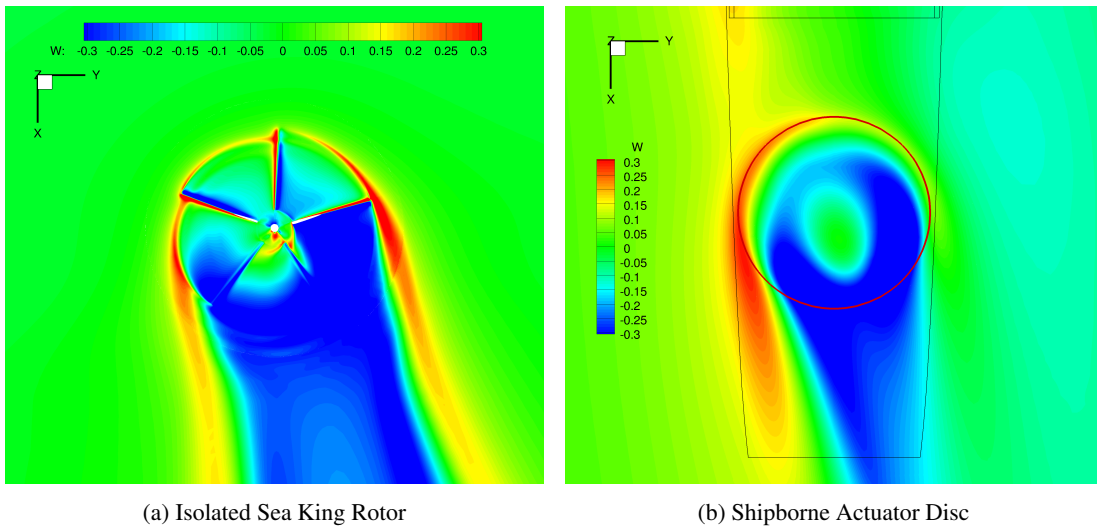 W: -0.3 -0.25 -0.2 -0.15 -0.1 -0.05 0 0.05 0.1 0.15 0.2 0.25 0.3
Z Y
X
(a) Isolated Sea King Rotor
Z Y
X
W
0.3
0.25
0.2
0.15
0.1
0.05
0
-0.05
-0.1
-0.15
-0.2
-0.25
-0.3
(b) Shipborne Actuator Disc